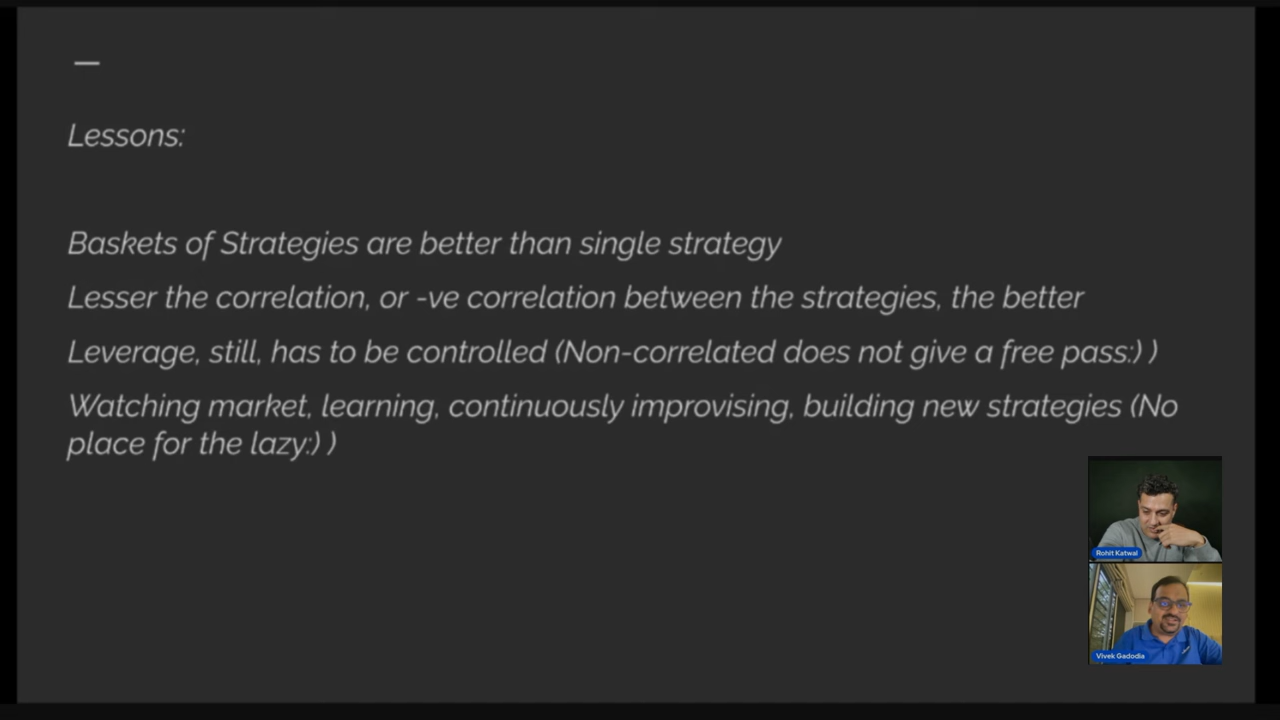 Lessons:
Baskets of Strategies are better than single strategy
Lesser the correlation, or -ve correlation between the strategies, the better
Leverage, still, has to be controlled (Non-correlated does not give a free pass:) )
Watching market, learning, continuously improvising, building new strategies (No
place for the lazy:) )
Rohit Katwal
Vivek Gadodia